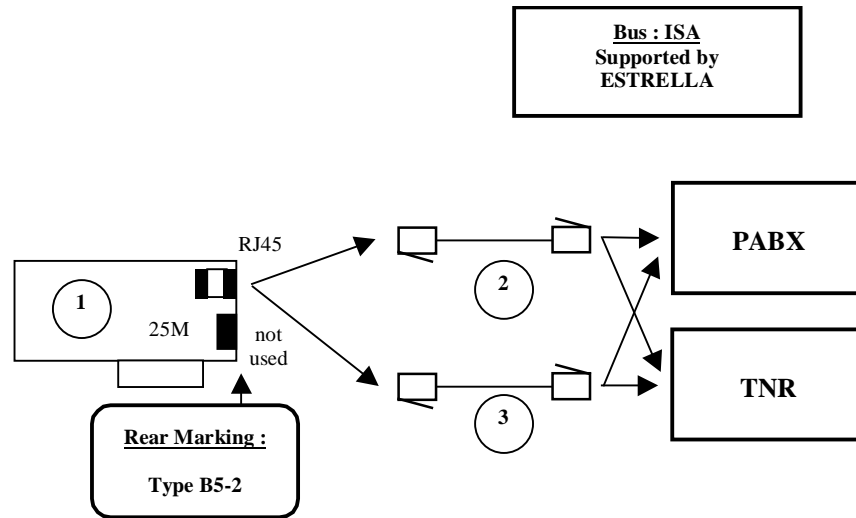 Bus : ISA
Supported by
ESTRELLA
RJ45
PABX
1
2
25M
not
used
TNR
3
Rear Marking :
Type B5-2